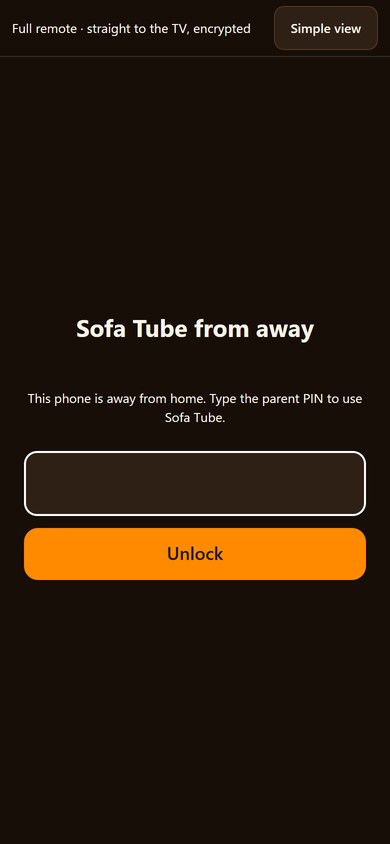 Full remote · straight to the TV, encrypted
Simple view
Sofa Tube from away
This phone is away from home. Type the parent PIN to use
Sofa Tube.
Unlock